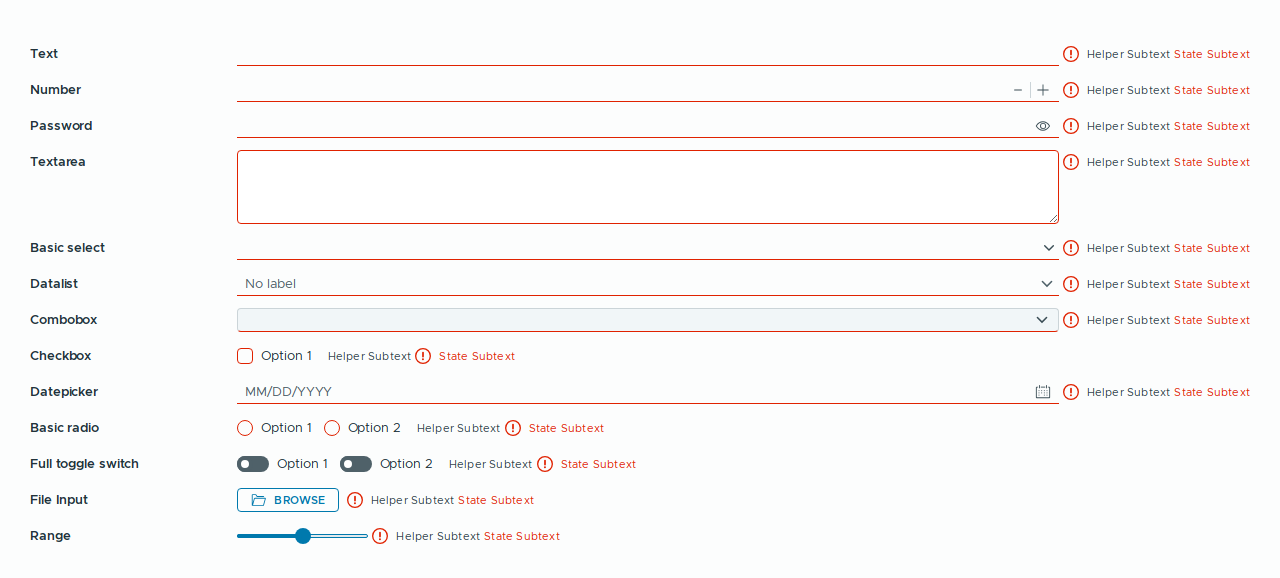 Text Helper Subtext State Subtext
Number Helper Subtext State Subtext
Password Helper Subtext State Subtext
Textarea Helper Subtext State Subtext
Basic select Helper Subtext State Subtext
Datalist No label Helper Subtext State Subtext
Combobox Helper Subtext State Subtext
Checkbox Option 1 Helper Subtext State Subtext
Datepicker MM/DD/YYYY Helper Subtext State Subtext
Basic radio Option 1 Option 2 Helper Subtext State Subtext
Full toggle switch Option 1 Option 2 Helper Subtext State Subtext
File Input BROWSE Helper Subtext State Subtext
Range Helper Subtext State Subtext